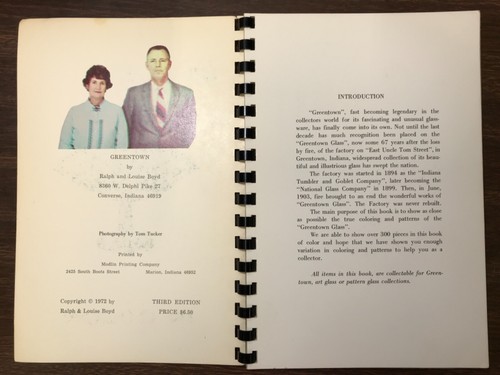 GREENTOWN
by
Ralph and Louise Boyd
8560 W. Delphi Pike 27
Converse, Indiana 46919
Photography by Tom Tucker
Printed by
Modlin Printing Company
2425 South Boots Street Marion, Indiana 46952
Copyright © 1972 by
Ralph & Louise Boyd
THIRD EDITION
PRICE $6.50
INTRODUCTION
"Greentown", fast becoming legendary in the
collectors world for its fascinating and unusual glass-
ware, has finally come into its own. Not until the last
decade has much recognition been placed on the
"Greentown Glass", now some 67 years after the loss
by fire, of the factory on "East Uncle Tom Street", in
Greentown, Indiana, widespread collection of its beau-
tiful and illustrious glass has swept the nation.
The factory was started in 1894 as the "Indiana
Tumbler and Goblet Company", later becoming the
"National Glass Company" in 1899. Then, in June,
1903, fire brought to an end the wonderful works of
"Greentown Glass". The Factory was never rebuilt.
The main purpose of this book is to show as close
as possible the true coloring and patterns of the
"Greentown Glass".
We are able to show over 300 pieces in this book
of color and hope that we have shown you enough
variation in coloring and patterns to help you as a
collector.
All items in this book, are collectable for Green-
town, art glass or pattern glass collections.